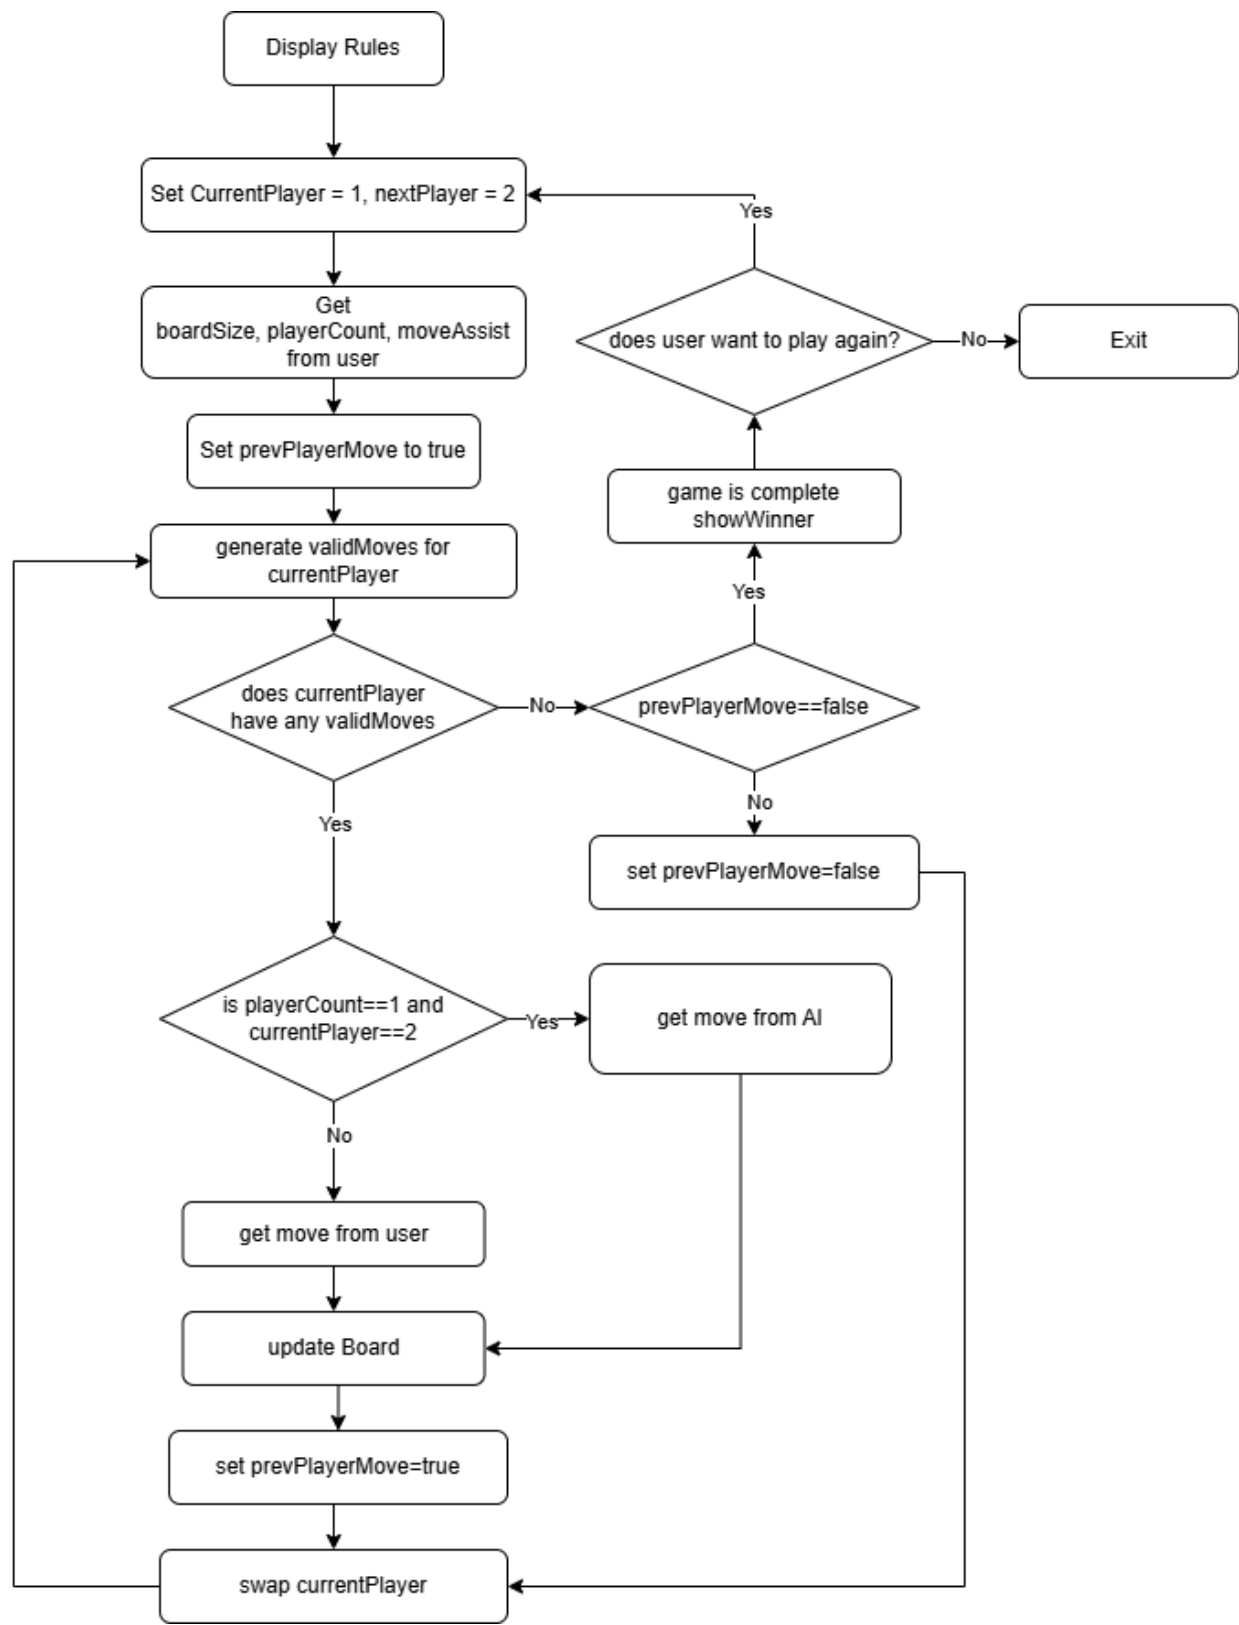 Display Rules
Set CurrentPlayer = 1, nextPlayer = 2
Yes
Get
boardSize, playerCount, moveAssist
from user
does user want to play again?
No
Exit
Set prevPlayerMove to true
game is complete
showWinner
generate validMoves for
currentPlayer
Yes
does currentPlayer
have any validMoves
No
prevPlayerMove==false
No
Yes
set prevPlayerMove=false
is playerCount==1 and
currentPlayer==2
Yes
get move from AI
No
get move from user
update Board
set prevPlayerMove=true
swap currentPlayer